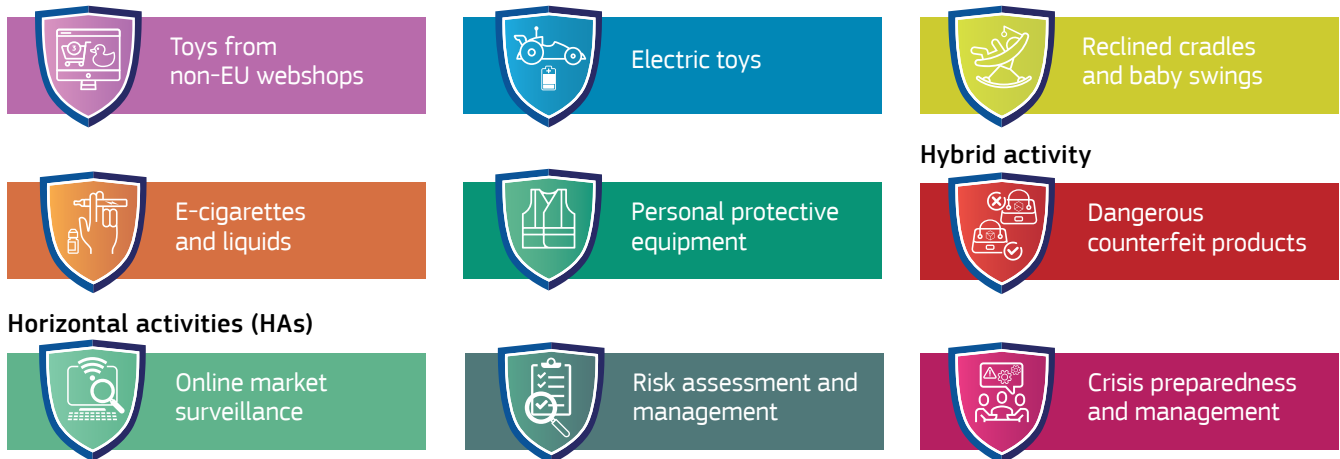 Toys from
non-EU webshops
Electric toys
Reclined cradles
and baby swings
E-cigarettes
and liquids
Personal protective
equipment
Hybrid activity
Dangerous
counterfeit products
Horizontal activities (HAs)
Online market
surveillance
Risk assessment and
management
Crisis preparedness
and management